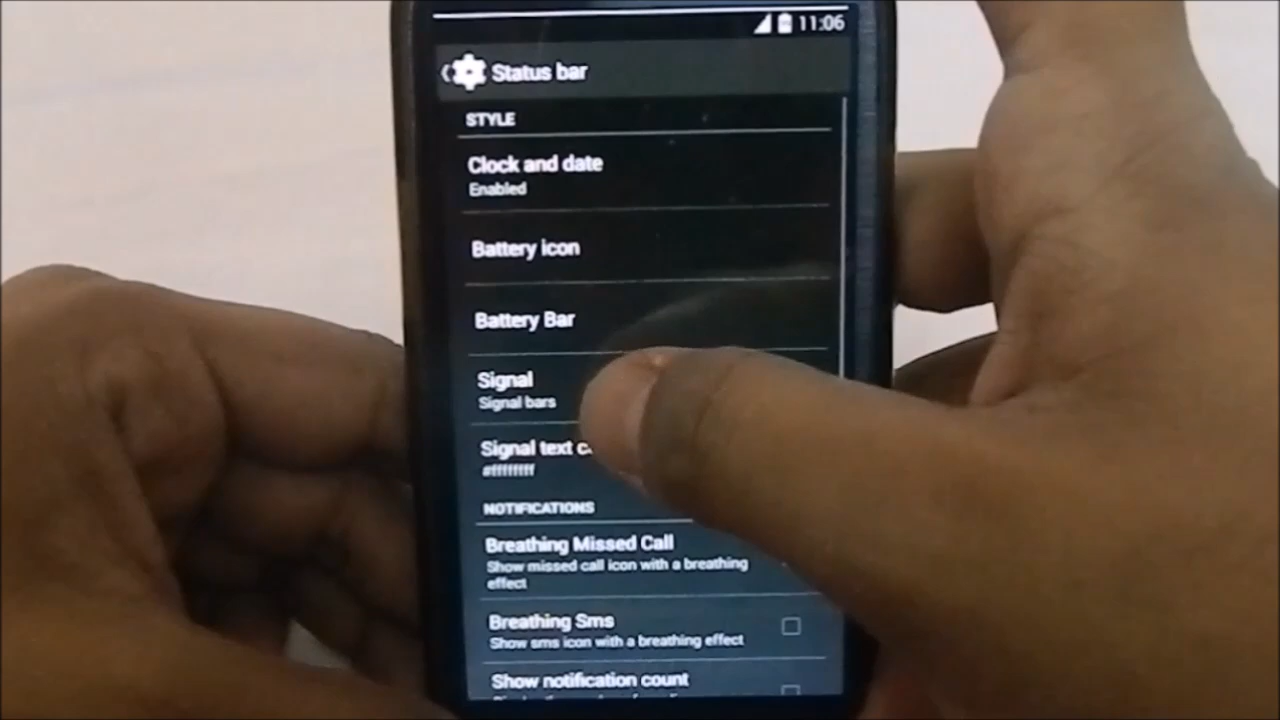 11:06
Status bar
STYLE
Clock and date
Enabled
Battery icon
Battery Bar
Signal
Signal bars
Signal text
#ffffffff
NOTIFICATIONS
Breathing Missed Call
Show missed call icon with a breathing
effect
Breathing Sms
Show sms icon with a breathing effect
Show notification count